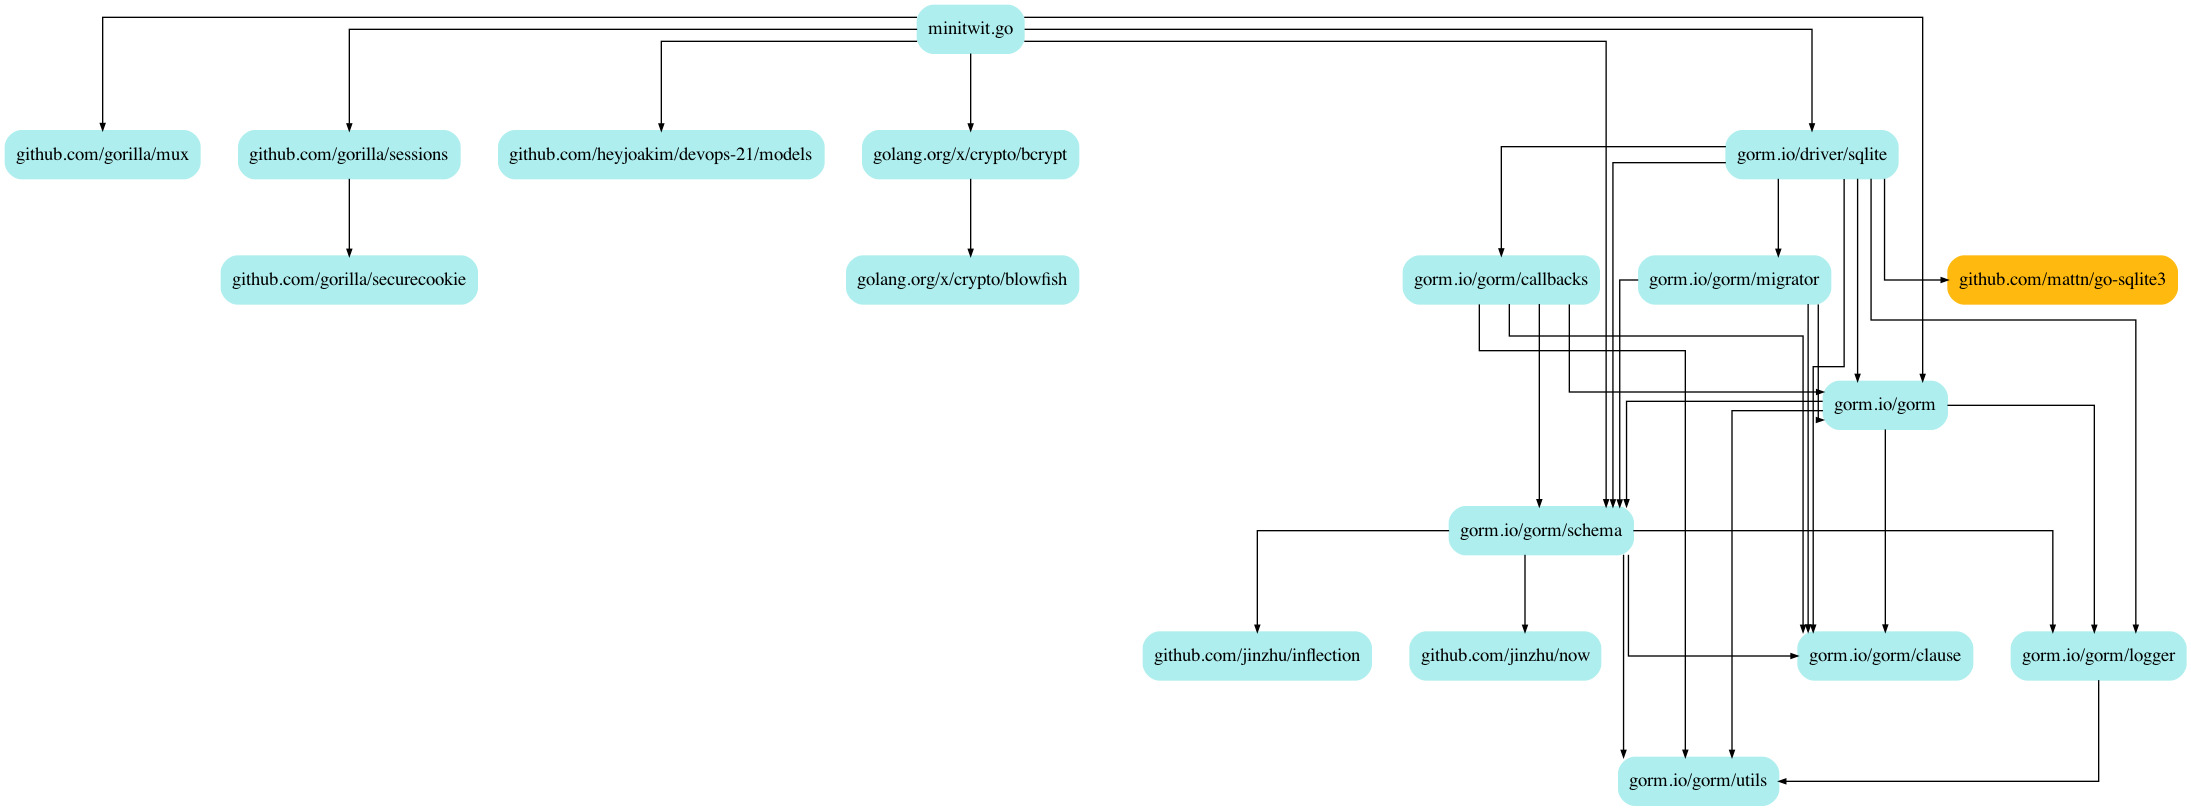 minitwit.go
github.com/gorilla/mux
github.com/gorilla/sessions
github.com/heyjoakim/devops-21/models
golang.org/x/crypto/bcrypt
gorm.io/driver/sqlite
github.com/gorilla/securecookie
golang.org/x/crypto/blowfish
gorm.io/gorm/callbacks
gorm.io/gorm/migrator
github.com/mattn/go-sqlite3
gorm.io/gorm
gorm.io/gorm/schema
github.com/jinzhu/inflection
github.com/jinzhu/now
gorm.io/gorm/clause
gorm.io/gorm/logger
gorm.io/gorm/utils